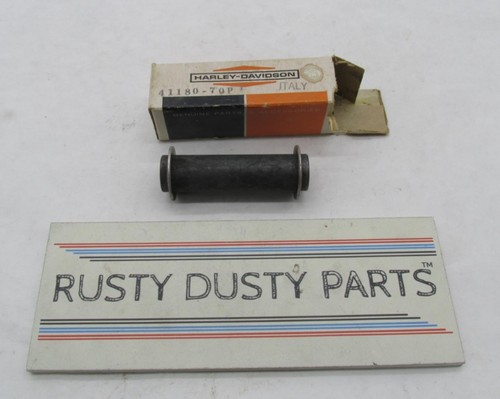 HARLEY-DAVIDSON
41180-70P
ITALY
RUSTY DUSTY PARTS™